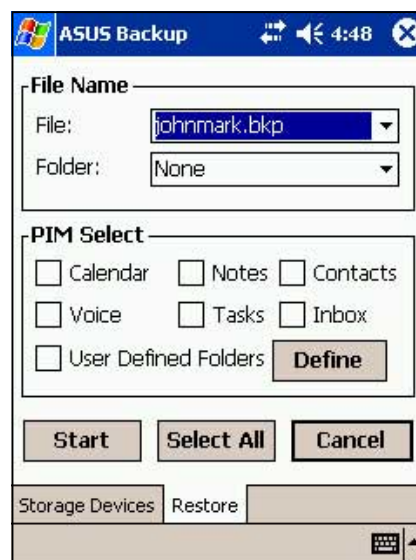 ASUS Backup 4:48
File Name
File: johnmark.bkp
Folder: None
PIM Select
Calendar Notes Contacts
Voice Tasks Inbox
User Defined Folders Define
Start Select All Cancel
Storage Devices Restore